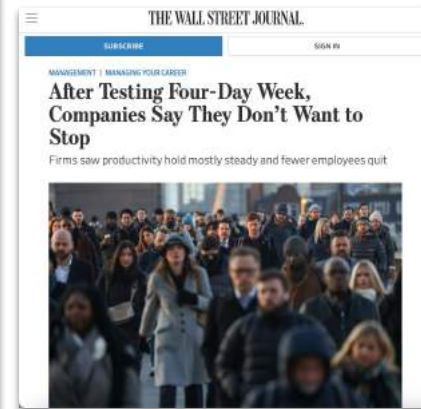 THE WALL STREET JOURNAL.
SUBSCRIBE
SIGN IN
MANAGEMENT | MANAGING YOUR CAREER
After Testing Four-Day Week,
Companies Say They Don't Want to
Stop
Firms saw productivity hold mostly steady and fewer employees quit